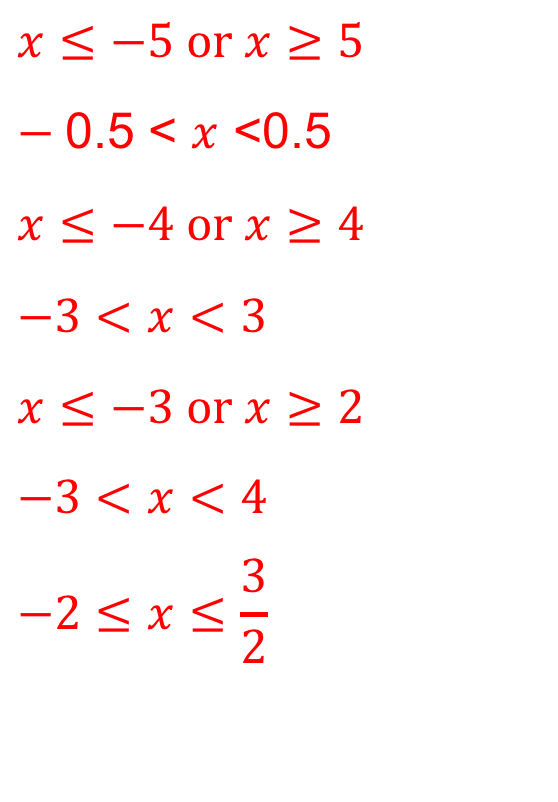 x ≤ −5 or x ≥ 5
− 0.5 < x <0.5
x ≤ −4 or x ≥ 4
−3 < x < 3
x ≤ −3 or x ≥ 2
−3 < x < 4
−2 ≤ x ≤ 3/2